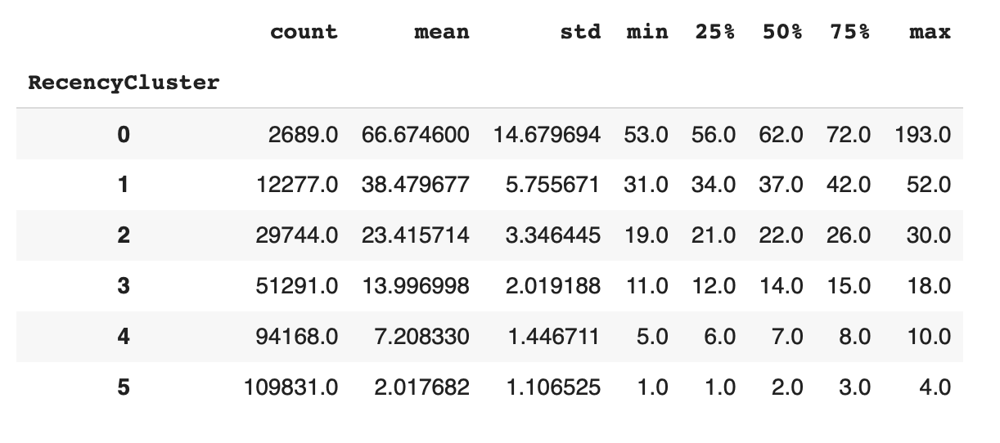 count mean std min 25% 50% 75% max
RecencyCluster
0 2689.0 66.674600 14.679694 53.0 56.0 62.0 72.0 193.0
1 12277.0 38.479677 5.755671 31.0 34.0 37.0 42.0 52.0
2 29744.0 23.415714 3.346445 19.0 21.0 22.0 26.0 30.0
3 51291.0 13.996998 2.019188 11.0 12.0 14.0 15.0 18.0
4 94168.0 7.208330 1.446711 5.0 6.0 7.0 8.0 10.0
5 109831.0 2.017682 1.106525 1.0 1.0 2.0 3.0 4.0